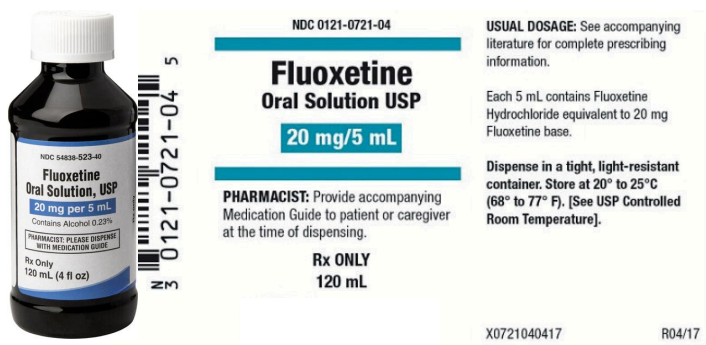 NDC 54838-523-40
Fluoxetine
Oral Solution, USP
20 mg per 5 mL
Contains Alcohol 0.23%
PHARMACIST: PLEASE DISPENSE
WITH MEDICATION GUIDE
Rx Only
120 mL (4 fl oz)
N
3 0121-0721-04 5
NDC 0121-0721-04
Fluoxetine
Oral Solution USP
20 mg/5 mL
PHARMACIST: Provide accompanying
Medication Guide to patient or caregiver
at the time of dispensing.
Rx ONLY
120 mL
USUAL DOSAGE: See accompanying
literature for complete prescribing
information.
Each 5 mL contains Fluoxetine
Hydrochloride equivalent to 20 mg
Fluoxetine base.
Dispense in a tight, light-resistant
container. Store at 20° to 25°C
(68° to 77° F). [See USP Controlled
Room Temperature].
X0721040417
R04/17